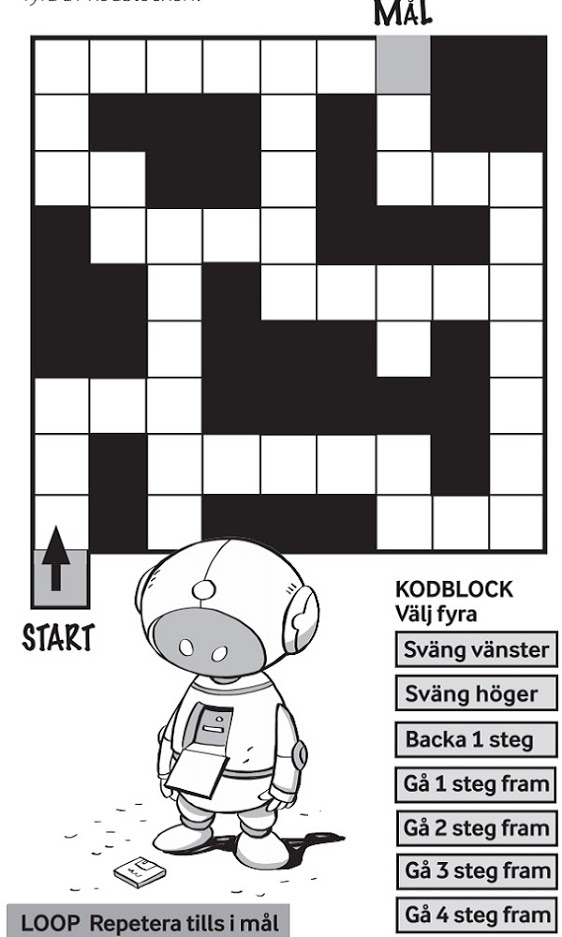 MÅL
START
KODBLOCK
Välj fyra
Sväng vänster
Sväng höger
Backa 1 steg
Gå 1 steg fram
Gå 2 steg fram
Gå 3 steg fram
Gå 4 steg fram
LOOP Repetera tills i mål